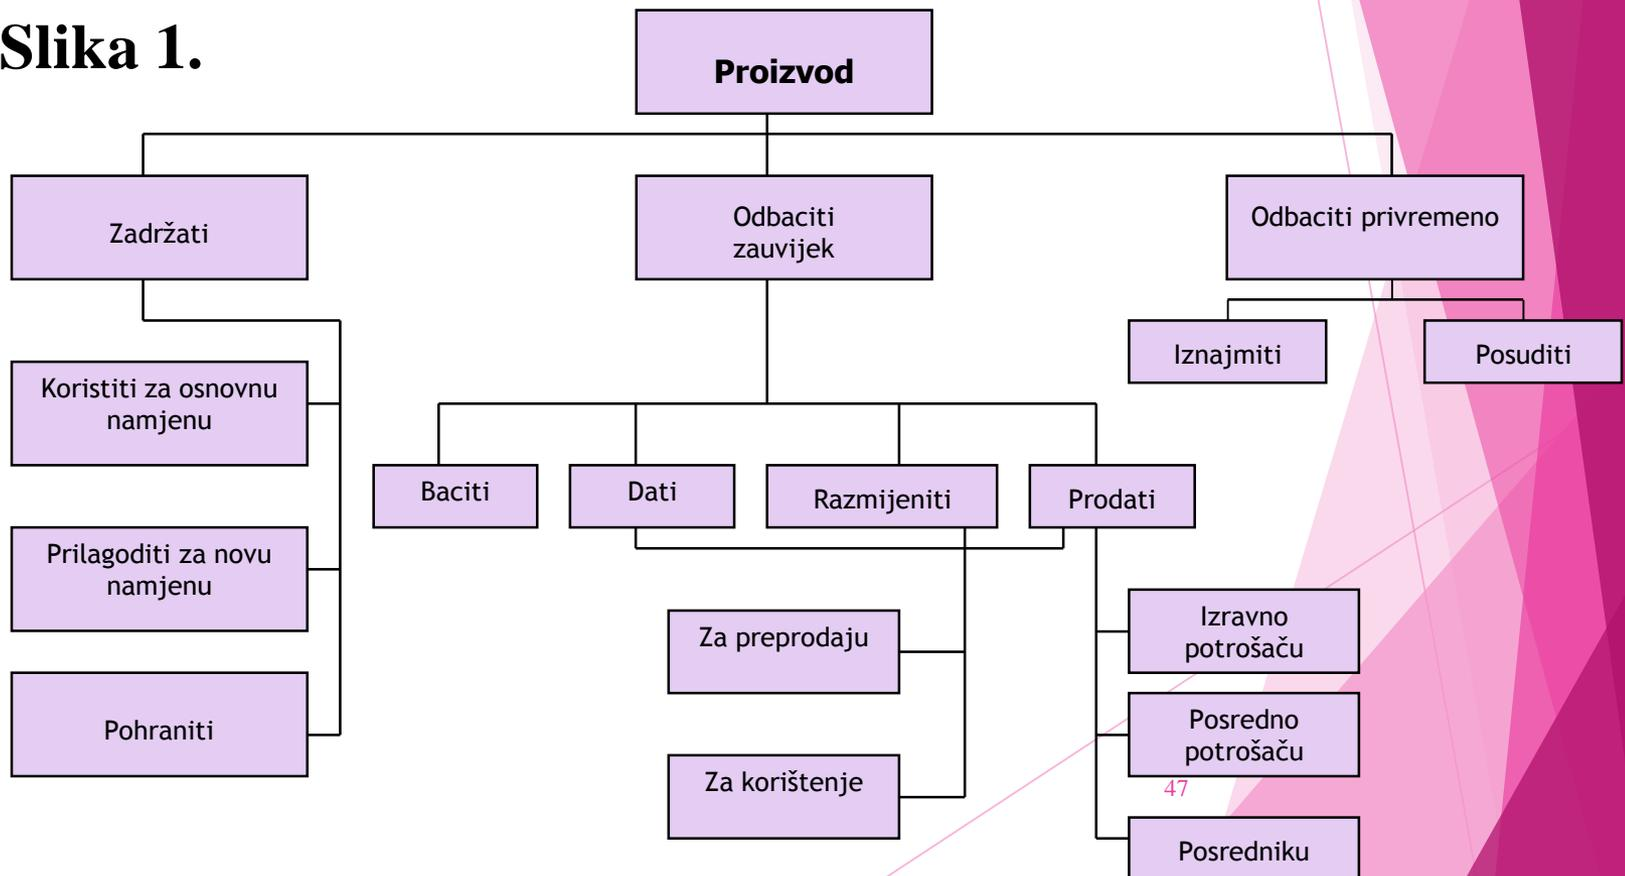 Slika 1.
Proizvod
Zadržati
Odbaciti
zauvijek
Odbaciti privremeno
Iznajmiti
Posuditi
Koristiti za osnovnu
namjenu
Prilagoditi za novu
namjenu
Pohraniti
Baciti
Dati
Razmijeniti
Prodati
Za preprodaju
Za korištenje
Izravno
potrošaču
Posredno
potrošaču
47
Posredniku